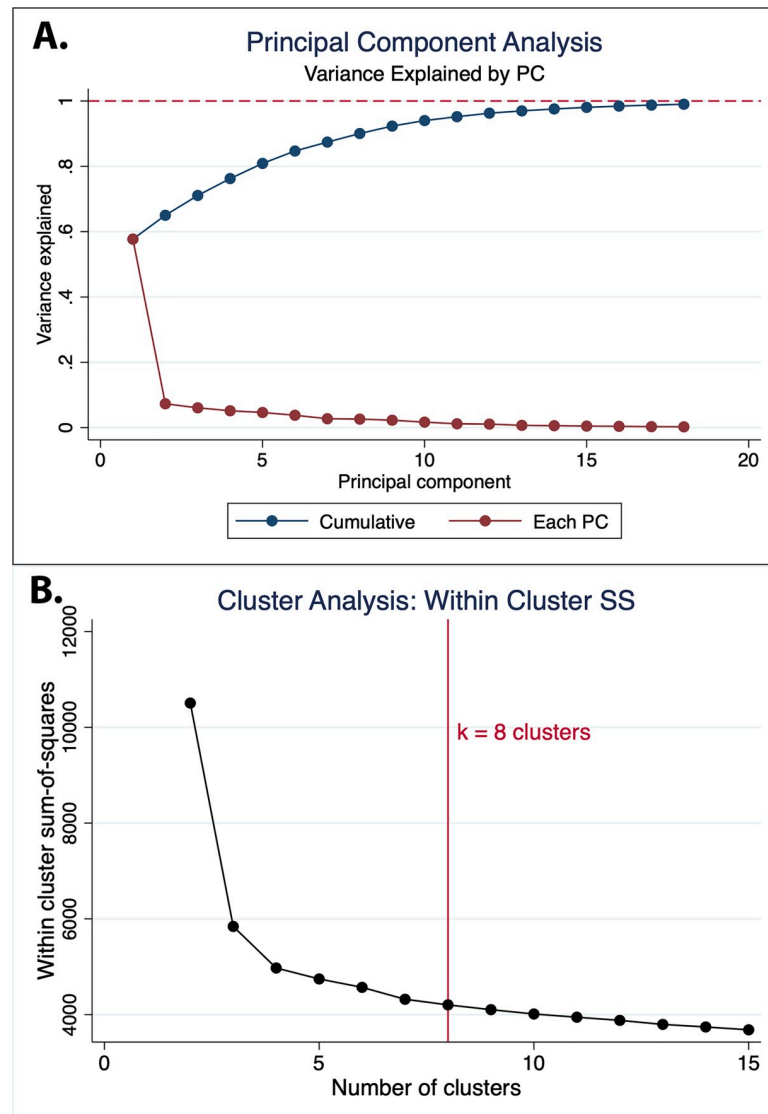 A.
Principal Component Analysis
Variance Explained by PC
Variance explained
1
.8
.6
.4
.2
0
0 5 10 15 20
Principal component
Cumulative Each PC
B.
Cluster Analysis: Within Cluster SS
Within cluster sum-of-squares
12000
10000
8000
6000
4000
k = 8 clusters
0 5 10 15
Number of clusters